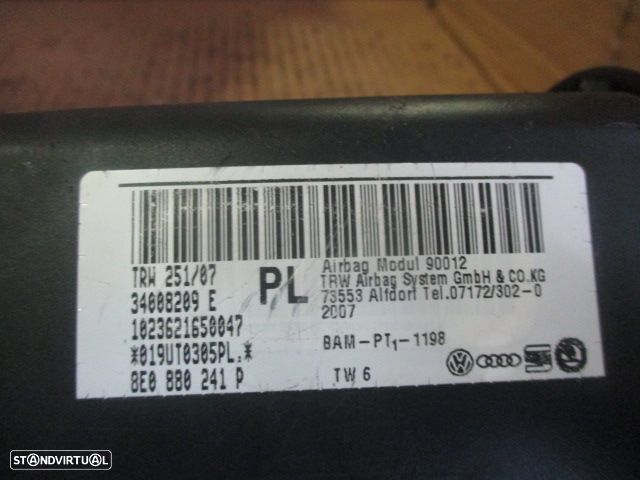 TRW 251/07
34008209 E
1023621650047
*019UT0305PL.*
8E0 880 241 P
PL
Airbag Modul 90012
TRW Airbag System GmbH & CO.KG
73553 Alfdorf Tel.07172/302-0
2007
BAM-PT1-1198
TW 6
STANDVIRTUAL